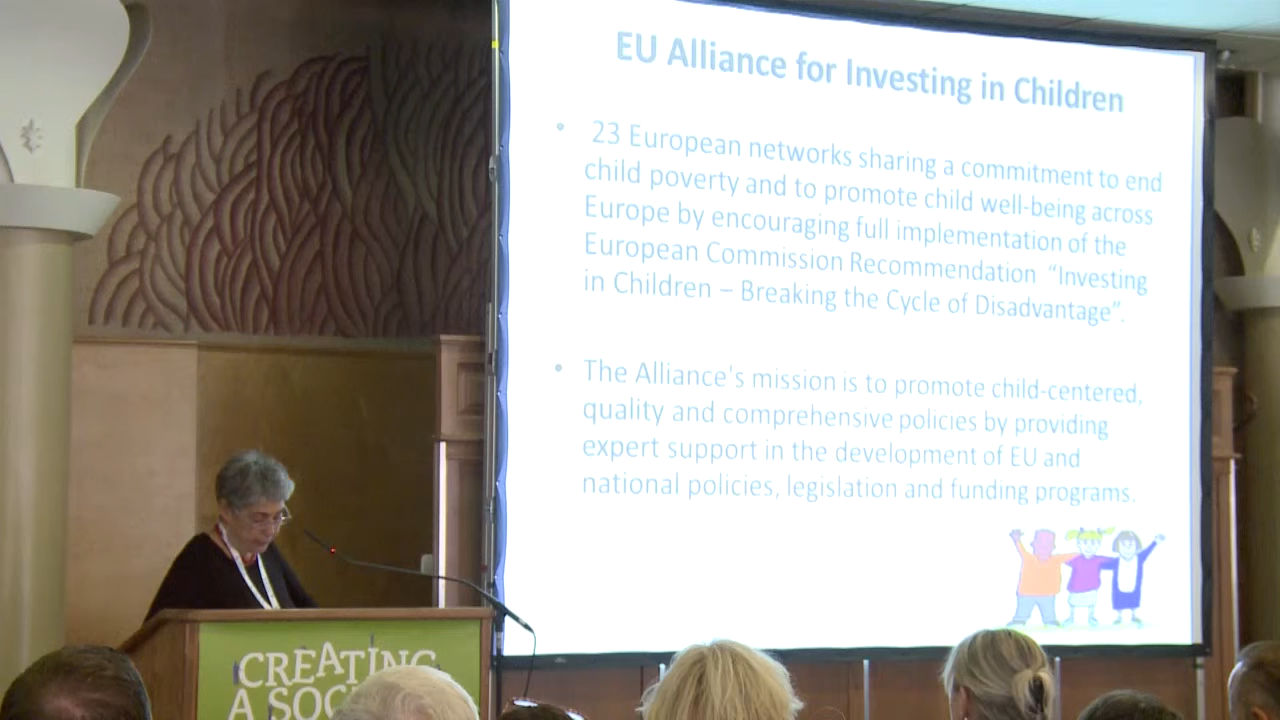 EU Alliance for Investing in Children
• 23 European networks sharing a commitment to end
child poverty and to promote child well-being across
Europe by encouraging full implementation of the
European Commission Recommendation “Investing
in Children – Breaking the Cycle of Disadvantage”.
• The Alliance's mission is to promote child-centered,
quality and comprehensive policies by providing
expert support in the development of EU and
national policies, legislation and funding programs.
CREATING
A SOC